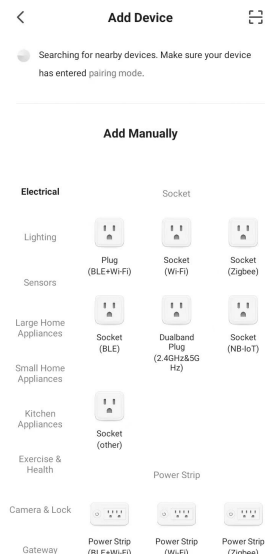 Add Device
Searching for nearby devices. Make sure your device
has entered pairing mode.
Add Manually
Electrical
Lighting
Sensors
Large Home
Appliances
Small Home
Appliances
Kitchen
Appliances
Exercise &
Health
Camera & Lock
Gateway
Socket
Plug
(BLE+Wi-Fi)
Socket
(Wi-Fi)
Socket
(Zigbee)
Socket
(BLE)
Dualband
Plug
(2.4GHz&5G
Hz)
Socket
(NB-IoT)
Socket
(other)
Power Strip
Power Strip
(BLE+Wi-Fi)
Power Strip
(Wi-Fi)
Power Strip
(Zigbee)